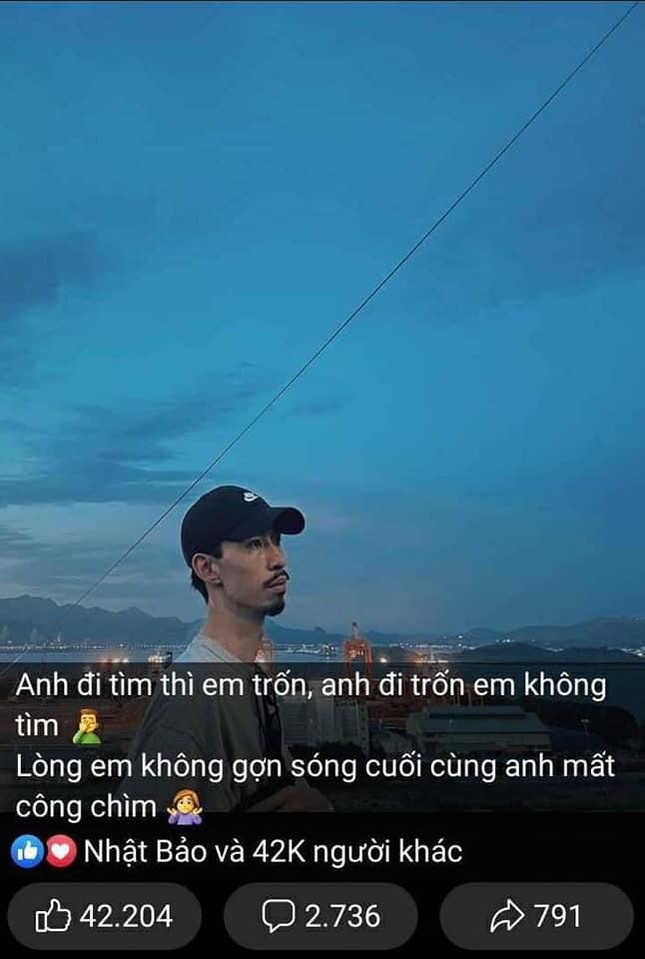 Anh đi tìm thì em trốn, anh đi trốn em không
tìm 🤦‍♂️
Lòng em không gợn sóng cuối cùng anh mất
công chìm 🤷‍♀️
Nhật Bảo và 42K người khác
42.204 2.736 791